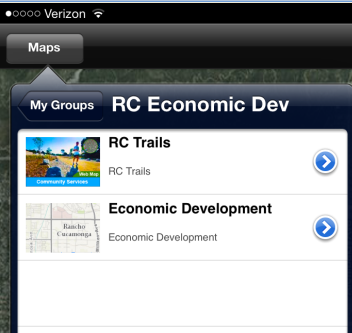 Verizon
Maps
My Groups
RC Economic Dev
RC Trails
RC Trails
Web Map
Community Services
Economic Development
Economic Development
Rancho
Cucamonga